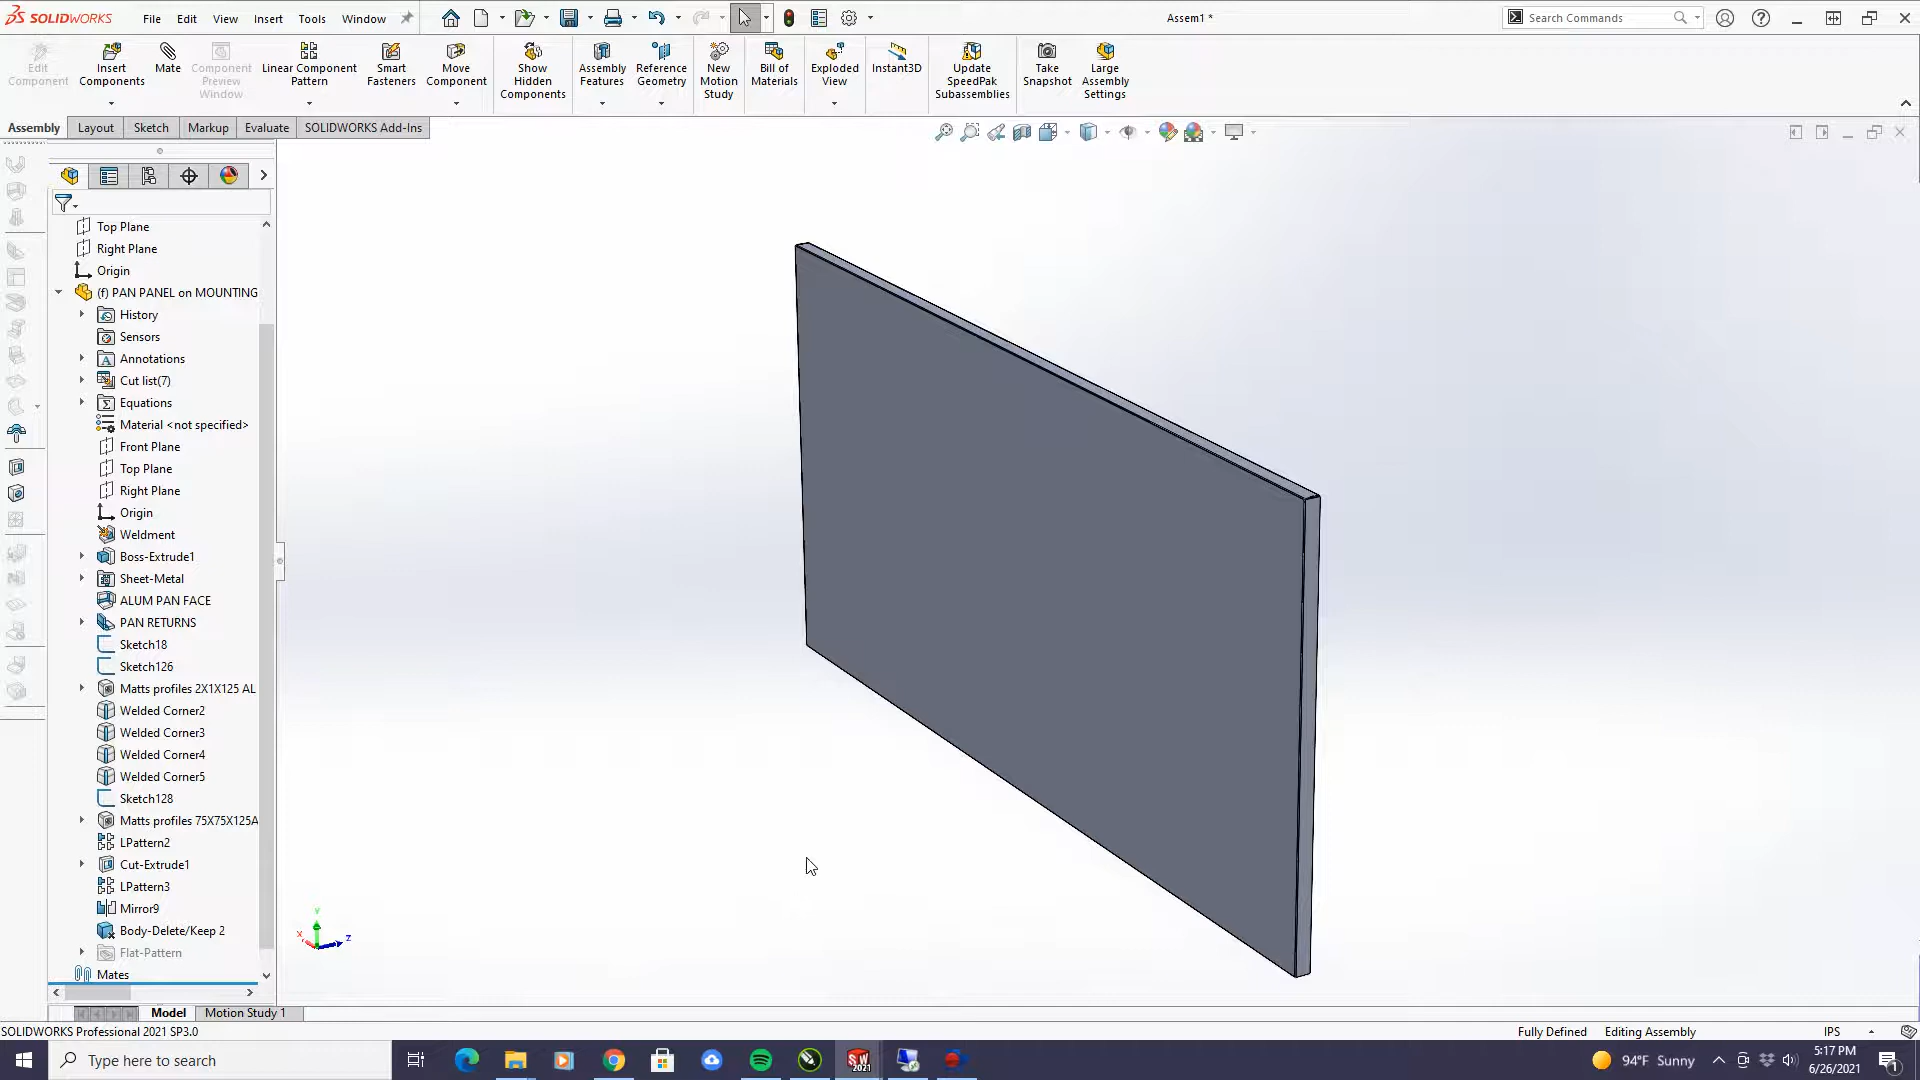 SOLIDWORKS File Edit View Insert Tools Window Assem1 * Search Commands
Edit Component
Insert Components
Mate
Component Preview Window
Linear Component Pattern
Smart Fasteners
Move Component
Show Hidden Components
Assembly Features
Reference Geometry
New Motion Study
Bill of Materials
Exploded View
Instant3D
Update SpeedPak Subassemblies
Take Snapshot
Large Assembly Settings
Assembly Layout Sketch Markup Evaluate SOLIDWORKS Add-Ins
Top Plane
Right Plane
Origin
(f) PAN PANEL on MOUNTING
History
Sensors
Annotations
Cut list(7)
Equations
Material <not specified>
Front Plane
Top Plane
Right Plane
Origin
Weldment
Boss-Extrude1
Sheet-Metal
ALUM PAN FACE
PAN RETURNS
Sketch18
Sketch126
Matts profiles 2X1X125 AL
Welded Corner2
Welded Corner3
Welded Corner4
Welded Corner5
Sketch128
Matts profiles 75X75X125A
LPattern2
Cut-Extrude1
LPattern3
Mirror9
Body-Delete/Keep 2
Flat-Pattern
Mates
Y
X
Z
Model Motion Study 1
SOLIDWORKS Professional 2021 SP3.0 Fully Defined Editing Assembly IPS
Type here to search SW 2021 94°F Sunny 5:17 PM
6/26/2021 1